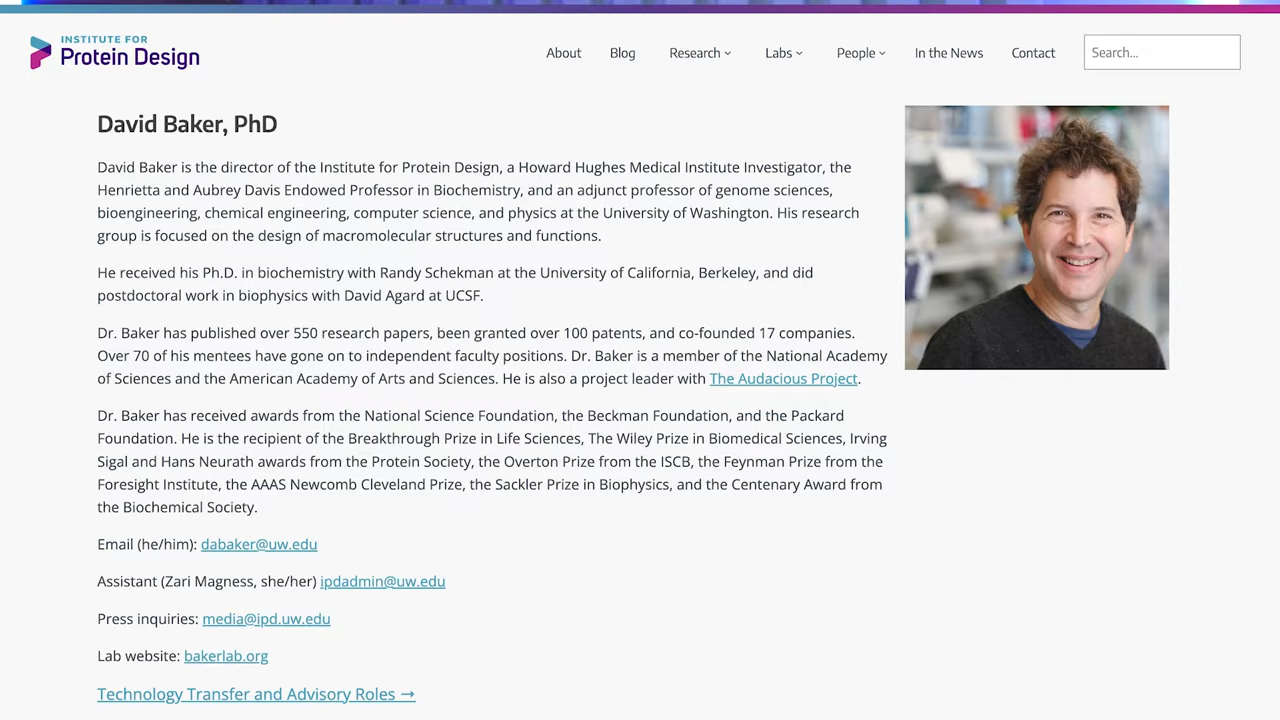 INSTITUTE FOR
Protein Design
About Blog Research Labs People In the News Contact Search...
David Baker, PhD
David Baker is the director of the Institute for Protein Design, a Howard Hughes Medical Institute Investigator, the
Henrietta and Aubrey Davis Endowed Professor in Biochemistry, and an adjunct professor of genome sciences,
bioengineering, chemical engineering, computer science, and physics at the University of Washington. His research
group is focused on the design of macromolecular structures and functions.
He received his Ph.D. in biochemistry with Randy Schekman at the University of California, Berkeley, and did
postdoctoral work in biophysics with David Agard at UCSF.
Dr. Baker has published over 550 research papers, been granted over 100 patents, and co-founded 17 companies.
Over 70 of his mentees have gone on to independent faculty positions. Dr. Baker is a member of the National Academy
of Sciences and the American Academy of Arts and Sciences. He is also a project leader with The Audacious Project.
Dr. Baker has received awards from the National Science Foundation, the Beckman Foundation, and the Packard
Foundation. He is the recipient of the Breakthrough Prize in Life Sciences, The Wiley Prize in Biomedical Sciences, Irving
Sigal and Hans Neurath awards from the Protein Society, the Overton Prize from the ISCB, the Feynman Prize from the
Foresight Institute, the AAAS Newcomb Cleveland Prize, the Sackler Prize in Biophysics, and the Centenary Award from
the Biochemical Society.
Email (he/him): dabaker@uw.edu
Assistant (Zari Magness, she/her) ipdadmin@uw.edu
Press inquiries: media@ipd.uw.edu
Lab website: bakerlab.org
Technology Transfer and Advisory Roles →